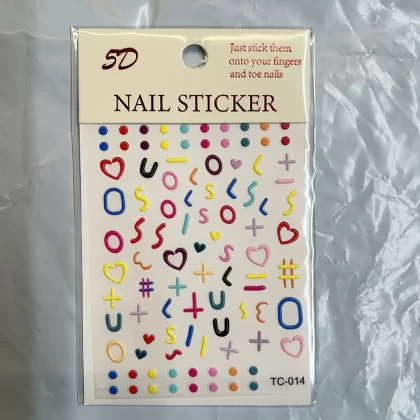 5D
Just stick them
onto your fingers
and toe nails
NAIL STICKER
TC-014